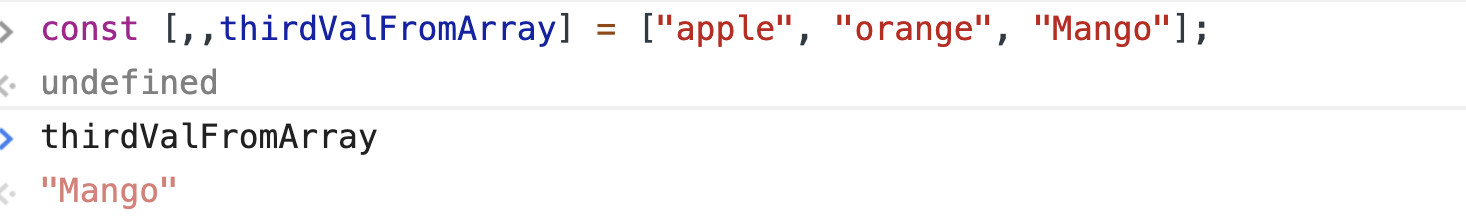 const [,,thirdValFromArray] = ["apple", "orange", "Mango"];
undefined
thirdValFromArray
"Mango"